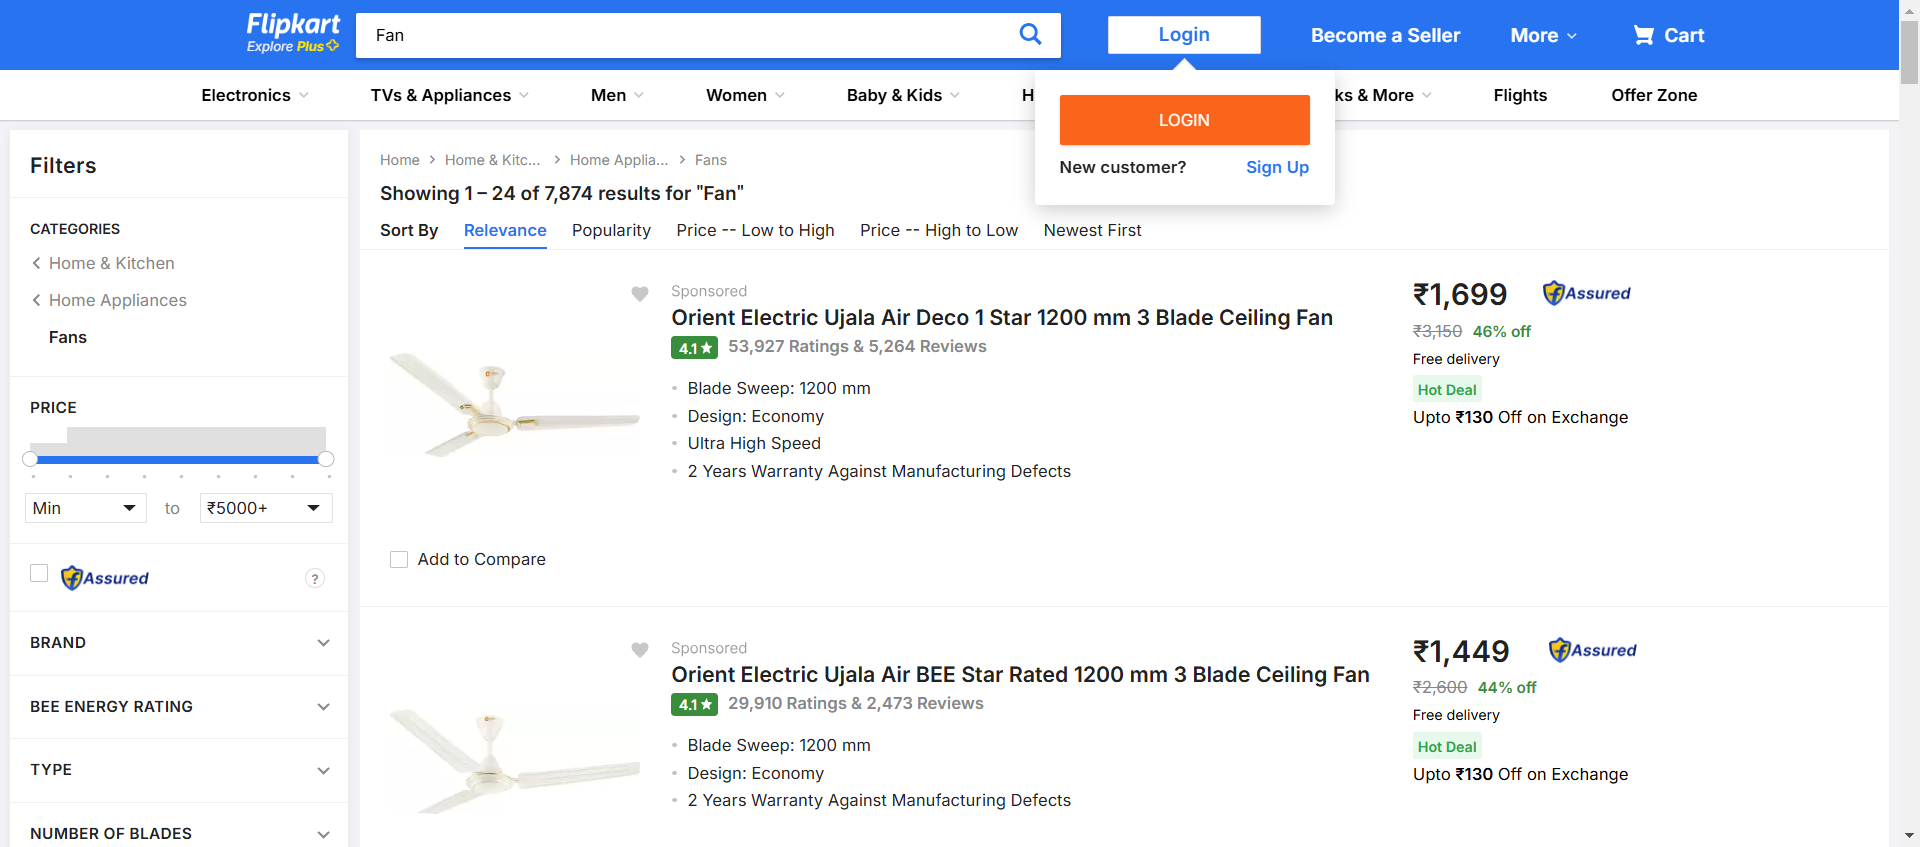 Flipkart
Explore Plus
Fan
Login
Become a Seller
More
Cart
Electronics
TVs & Appliances
Men
Women
Baby & Kids
H
ks & More
Flights
Offer Zone
LOGIN
New customer? Sign Up
Filters
CATEGORIES
Home & Kitchen
Home Appliances
Fans
PRICE
Min to ₹5000+
Assured ?
BRAND
BEE ENERGY RATING
TYPE
NUMBER OF BLADES
Home > Home & Kitc... > Home Applia... > Fans
Showing 1 – 24 of 7,874 results for "Fan"
Sort By Relevance Popularity Price -- Low to High Price -- High to Low Newest First
Sponsored
Orient Electric Ujala Air Deco 1 Star 1200 mm 3 Blade Ceiling Fan
4.1★ 53,927 Ratings & 5,264 Reviews
• Blade Sweep: 1200 mm
• Design: Economy
• Ultra High Speed
• 2 Years Warranty Against Manufacturing Defects
Add to Compare
₹1,699 Assured
₹3,150 46% off
Free delivery
Hot Deal
Upto ₹130 Off on Exchange
Sponsored
Orient Electric Ujala Air BEE Star Rated 1200 mm 3 Blade Ceiling Fan
4.1★ 29,910 Ratings & 2,473 Reviews
• Blade Sweep: 1200 mm
• Design: Economy
• 2 Years Warranty Against Manufacturing Defects
₹1,449 Assured
₹2,600 44% off
Free delivery
Hot Deal
Upto ₹130 Off on Exchange